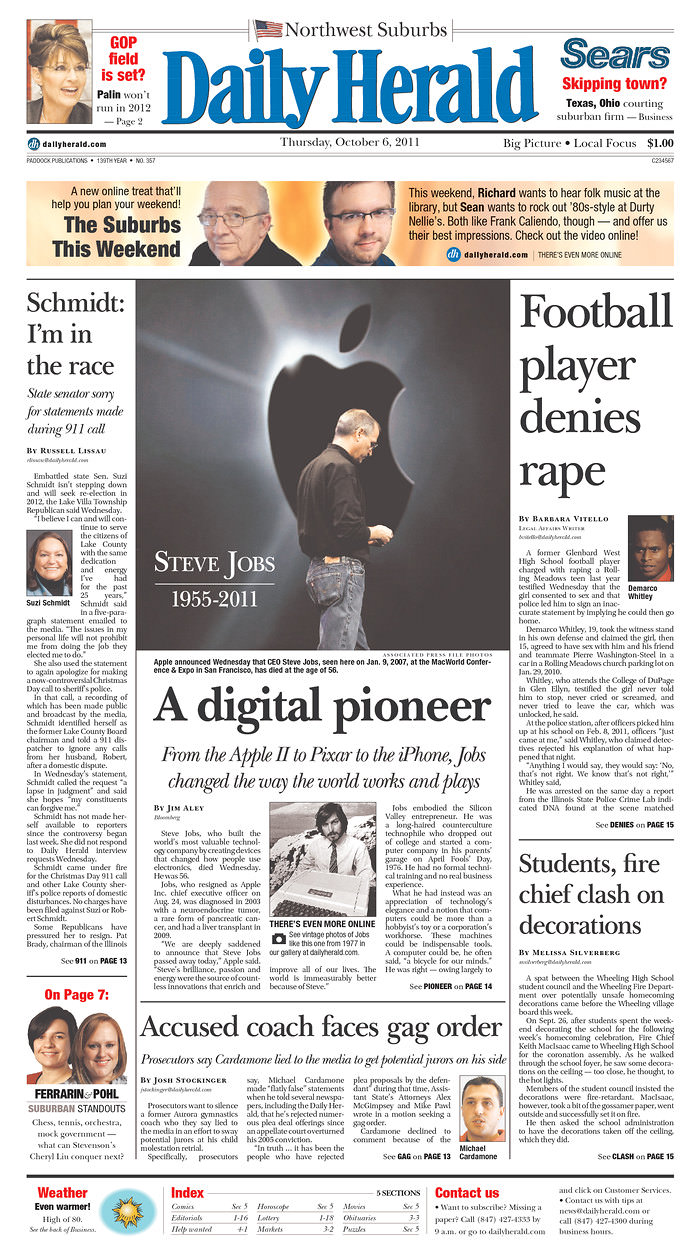 GOP
field
is set?
Palin won't
run in 2012
— Page 2
Northwest Suburbs
Daily Herald
Sears
Skipping town?
Texas, Ohio courting
suburban firm — Business
dh dailyherald.com
Thursday, October 6, 2011
Big Picture • Local Focus $1.00
PADDOCK PUBLICATIONS • 139TH YEAR • NO. 357
C234567
A new online treat that'll
help you plan your weekend!
The Suburbs
This Weekend
This weekend, Richard wants to hear folk music at the
library, but Sean wants to rock out '80s-style at Durty
Nellie's. Both like Frank Caliendo, though — and offer us
their best impressions. Check out the video online!
dh dailyherald.com THERE'S EVEN MORE ONLINE
Schmidt:
I'm in
the race
State senator sorry
for statements made
during 911 call
BY RUSSELL LISSAU
rlissau@dailyherald.com
Embattled state Sen. Suzi
Schmidt isn't stepping down
and will seek re-election in
2012, the Lake Villa Township
Republican said Wednesday.
"I believe I can and will con-
tinue to serve
the citizens of
Lake County
with the same
dedication
and energy
I've had
for the past
25 years,"
Schmidt said
in a five-para-
Suzi Schmidt
graph statement emailed to
the media. "The issues in my
personal life will not prohibit
me from doing the job they
elected me to do."
She also used the statement
to again apologize for making
a now-controversial Christmas
Day call to sheriff's police.
In that call, a recording of
which has been made public
and broadcast by the media,
Schmidt identified herself as
the former Lake County Board
chairman and told a 911 dis-
patcher to ignore any calls
from her husband, Robert,
after a domestic dispute.
In Wednesday's statement,
Schmidt called the request "a
lapse in judgment" and said
she hopes "my constituents
can forgive me."
Schmidt has not made her-
self available to reporters
since the controversy began
last week. She did not respond
to Daily Herald interview
requests Wednesday.
Schmidt came under fire
for the Christmas Day 911 call
and other Lake County sher-
iff's police reports of domestic
disturbances. No charges have
been filed against Suzi or Rob-
ert Schmidt.
Some Republicans have
pressured her to resign. Pat
Brady, chairman of the Illinois
See 911 on PAGE 13
On Page 7:
FERRARIN & POHL
SUBURBAN STANDOUTS
Chess, tennis, orchestra,
mock government —
what can Stevenson's
Cheryl Liu conquer next?
STEVE JOBS
1955-2011
ASSOCIATED PRESS FILE PHOTOS
Apple announced Wednesday that CEO Steve Jobs, seen here on Jan. 9, 2007, at the MacWorld Confer-
ence & Expo in San Francisco, has died at the age of 56.
A digital pioneer
From the Apple II to Pixar to the iPhone, Jobs
changed the way the world works and plays
BY JIM ALEY
Bloomberg
Steve Jobs, who built the
world's most valuable technol-
ogy company by creating devices
that changed how people use
electronics, died Wednesday.
He was 56.
Jobs, who resigned as Apple
Inc. chief executive officer on
Aug. 24, was diagnosed in 2003
with a neuroendocrine tumor,
a rare form of pancreatic can-
cer, and had a liver transplant in
2009.
"We are deeply saddened
to announce that Steve Jobs
passed away today," Apple said.
"Steve's brilliance, passion and
energy were the source of count-
less innovations that enrich and
THERE'S EVEN MORE ONLINE
See vintage photos of Jobs
like this one from 1977 in
our gallery at dailyherald.com.
improve all of our lives. The
world is immeasurably better
because of Steve."
Jobs embodied the Silicon
Valley entrepreneur. He was
a long-haired counterculture
technophile who dropped out
of college and started a com-
puter company in his parents'
garage on April Fools' Day,
1976. He had no formal techni-
cal training and no real business
experience.
What he had instead was an
appreciation of technology's
elegance and a notion that com-
puters could be more than a
hobbyist's toy or a corporation's
workhorse. These machines
could be indispensable tools.
A computer could be, he often
said, "a bicycle for our minds."
He was right — owing largely to
See PIONEER on PAGE 14
Football
player
denies
rape
BY BARBARA VITELLO
LEGAL AFFAIRS WRITER
bvitello@dailyherald.com
A former Glenbard West
High School football player
charged with raping a Roll-
ing Meadows teen last year
testified Wednesday that the
girl consented to sex and that
police led him to sign an inac-
curate statement by implying he could then go
home.
Demarco
Whitley
Demarco Whitley, 19, took the witness stand
in his own defense and claimed the girl, then
15, agreed to have sex with him and his friend
and teammate Pierre Washington-Steel in a
car in a Rolling Meadows church parking lot on
Jan. 29, 2010.
Whitley, who attends the College of DuPage
in Glen Ellyn, testified the girl never told
him to stop, never cried or screamed, and
never tried to leave the car, which was
unlocked, he said.
At the police station, after officers picked him
up at his school on Feb. 8, 2011, officers "just
came at me," said Whitley, who claimed detec-
tives rejected his explanation of what hap-
pened that night.
"Anything I would say, they would say: 'No,
that's not right. We know that's not right,'"
Whitley said.
He was arrested on the same day a report
from the Illinois State Police Crime Lab indi-
cated DNA found at the scene matched
See DENIES on PAGE 15
Students, fire
chief clash on
decorations
BY MELISSA SILVERBERG
msilverberg@dailyherald.com
A spat between the Wheeling High School
student council and the Wheeling Fire Depart-
ment over potentially unsafe homecoming
decorations came before the Wheeling village
board this week.
On Sept. 26, after students spent the week-
end decorating the school for the following
week's homecoming celebration, Fire Chief
Keith MacIsaac came to Wheeling High School
for the coronation assembly. As he walked
through the school foyer, he saw some decora-
tions on the ceiling — too close, he thought, to
the hot lights.
Members of the student council insisted the
decorations were fire-retardant. MacIsaac,
however, took a bit of the gossamer paper, went
outside and successfully set it on fire.
He then asked the school administration
to have the decorations taken off the ceiling,
which they did.
See CLASH on PAGE 15
Accused coach faces gag order
Prosecutors say Cardamone lied to the media to get potential jurors on his side
BY JOSH STOCKINGER
jstockinger@dailyherald.com
Prosecutors want to silence
a former Aurora gymnastics
coach who they say lied to
the media in an effort to sway
potential jurors at his child
molestation retrial.
Specifically, prosecutors
say, Michael Cardamone
made "flatly false" statements
when he told several newspa-
pers, including the Daily Her-
ald, that he's rejected numer-
ous plea deal offerings since
an appellate court overturned
his 2005 conviction.
"In truth ... it has been the
people who have rejected
plea proposals by the defen-
dant" during that time, Assis-
tant State's Attorneys Alex
McGimpsey and Mike Pawl
wrote in a motion seeking a
gag order.
Cardamone declined to
comment because of the
See GAG on PAGE 13
Michael
Cardamone
Weather
Even warmer!
High of 80.
See the back of Business.
Index 5 SECTIONS
Comics Sec 5 Horoscope Sec 5 Movies Sec 5
Editorials 1-16 Lottery 1-18 Obituaries 3-3
Help wanted 4-1 Markets 3-2 Puzzles Sec 5
Contact us
• Want to subscribe? Missing a
paper? Call (847) 427-4333 by
9 a.m. or go to dailyherald.com
and click on Customer Services.
• Contact us with tips at
news@dailyherald.com or
call (847) 427-4300 during
business hours.